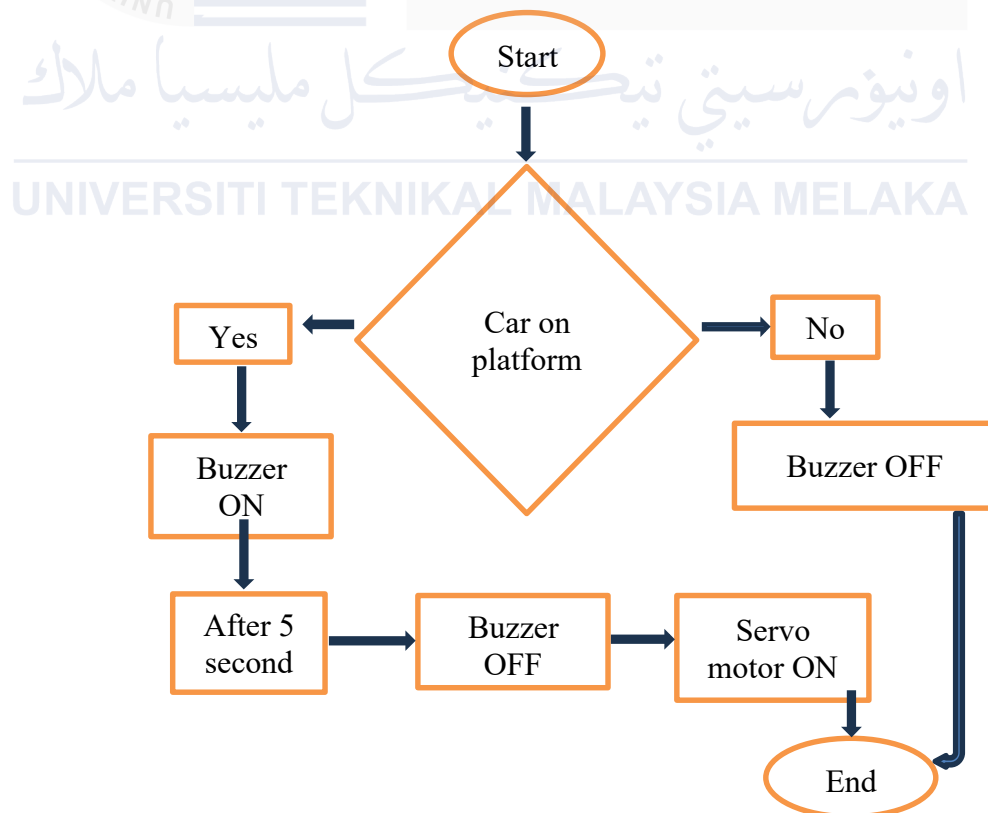 Start
اونيۏرسيتي تيكنيكل مليسيا ملاك
UNIVERSITI TEKNIKAL MALAYSIA MELAKA
Car on
platform
Yes
No
Buzzer
ON
Buzzer OFF
After 5
second
Buzzer
OFF
Servo
motor ON
End